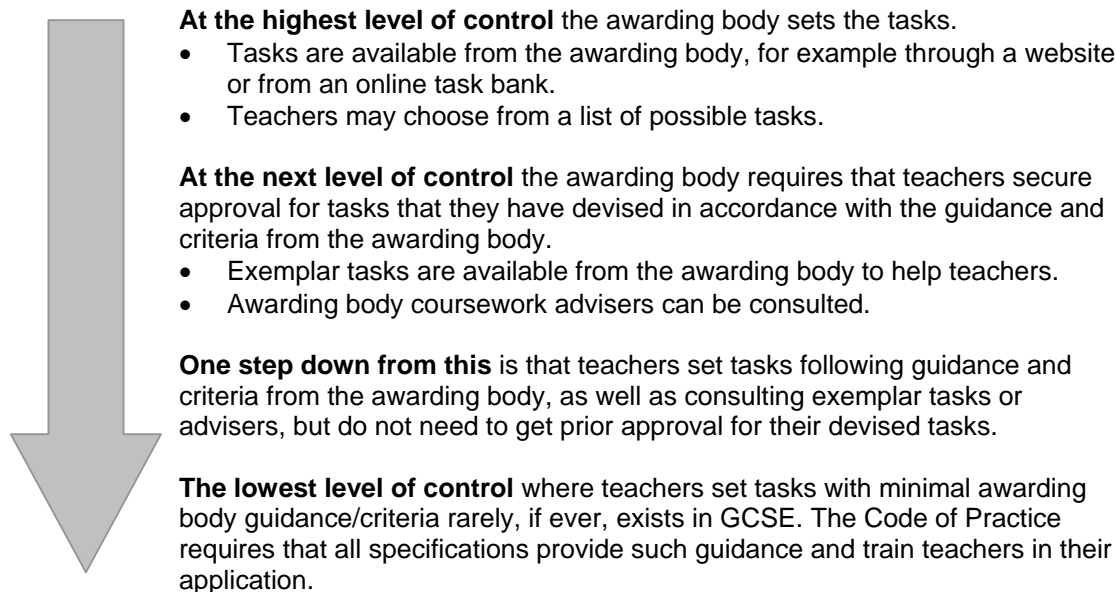 At the highest level of control the awarding body sets the tasks.
• Tasks are available from the awarding body, for example through a website
or from an online task bank.
• Teachers may choose from a list of possible tasks.
At the next level of control the awarding body requires that teachers secure
approval for tasks that they have devised in accordance with the guidance and
criteria from the awarding body.
• Exemplar tasks are available from the awarding body to help teachers.
• Awarding body coursework advisers can be consulted.
One step down from this is that teachers set tasks following guidance and
criteria from the awarding body, as well as consulting exemplar tasks or
advisers, but do not need to get prior approval for their devised tasks.
The lowest level of control where teachers set tasks with minimal awarding
body guidance/criteria rarely, if ever, exists in GCSE. The Code of Practice
requires that all specifications provide such guidance and train teachers in their
application.